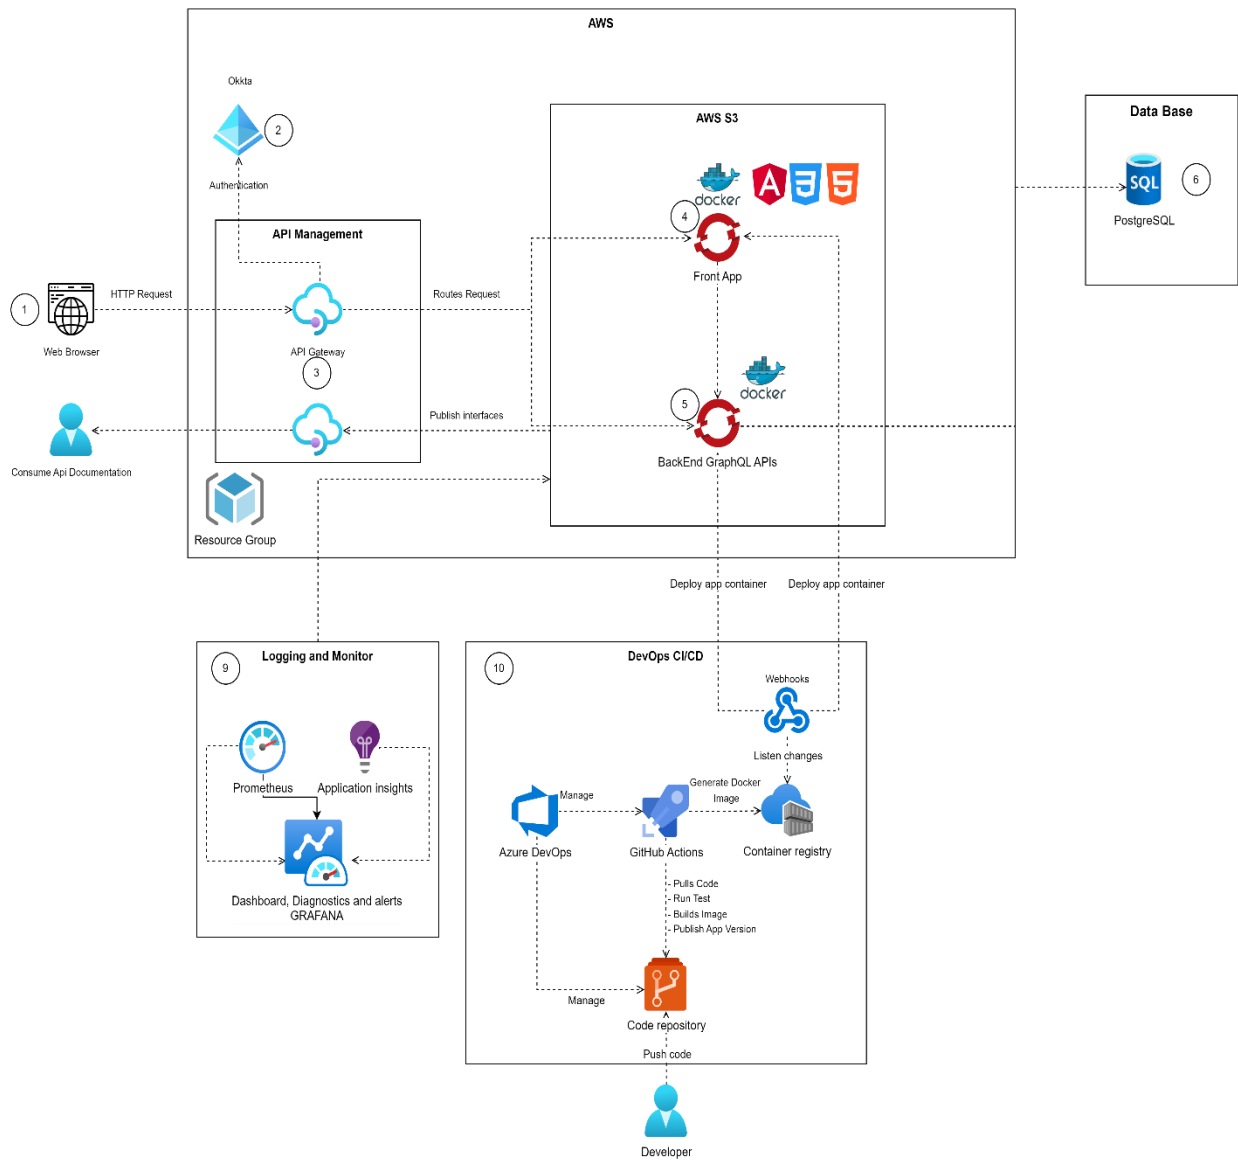 AWS
Okkta
2
Authentication
API Management
HTTP Request
1
Web Browser
API Gateway
3
Routes Request
Publish interfaces
Consume Api Documentation
Resource Group
AWS S3
docker
4
Front App
docker
5
BackEnd GraphQL APIs
Data Base
SQL
6
PostgreSQL
Deploy app container
Deploy app container
9
Logging and Monitor
Prometheus
Application insights
Dashboard, Diagnostics and alerts
GRAFANA
10
DevOps CI/CD
Webhooks
Listen changes
Manage
Generate Docker
Image
Azure DevOps
GitHub Actions
Container registry
- Pulls Code
- Run Test
- Builds Image
- Publish App Version
Manage
Code repository
Push code
Developer